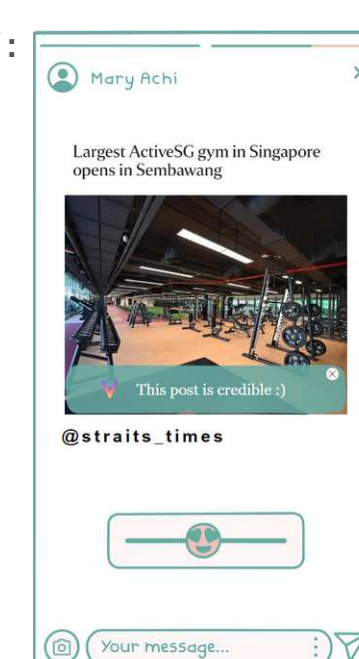 :
Mary Achi
Largest ActiveSG gym in Singapore
opens in Sembawang
This post is credible :)
@straits_times
Your message...